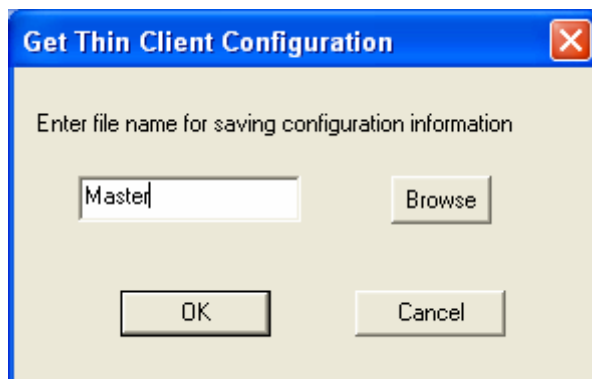 Get Thin Client Configuration
Enter file name for saving configuration information
Master
Browse
OK
Cancel